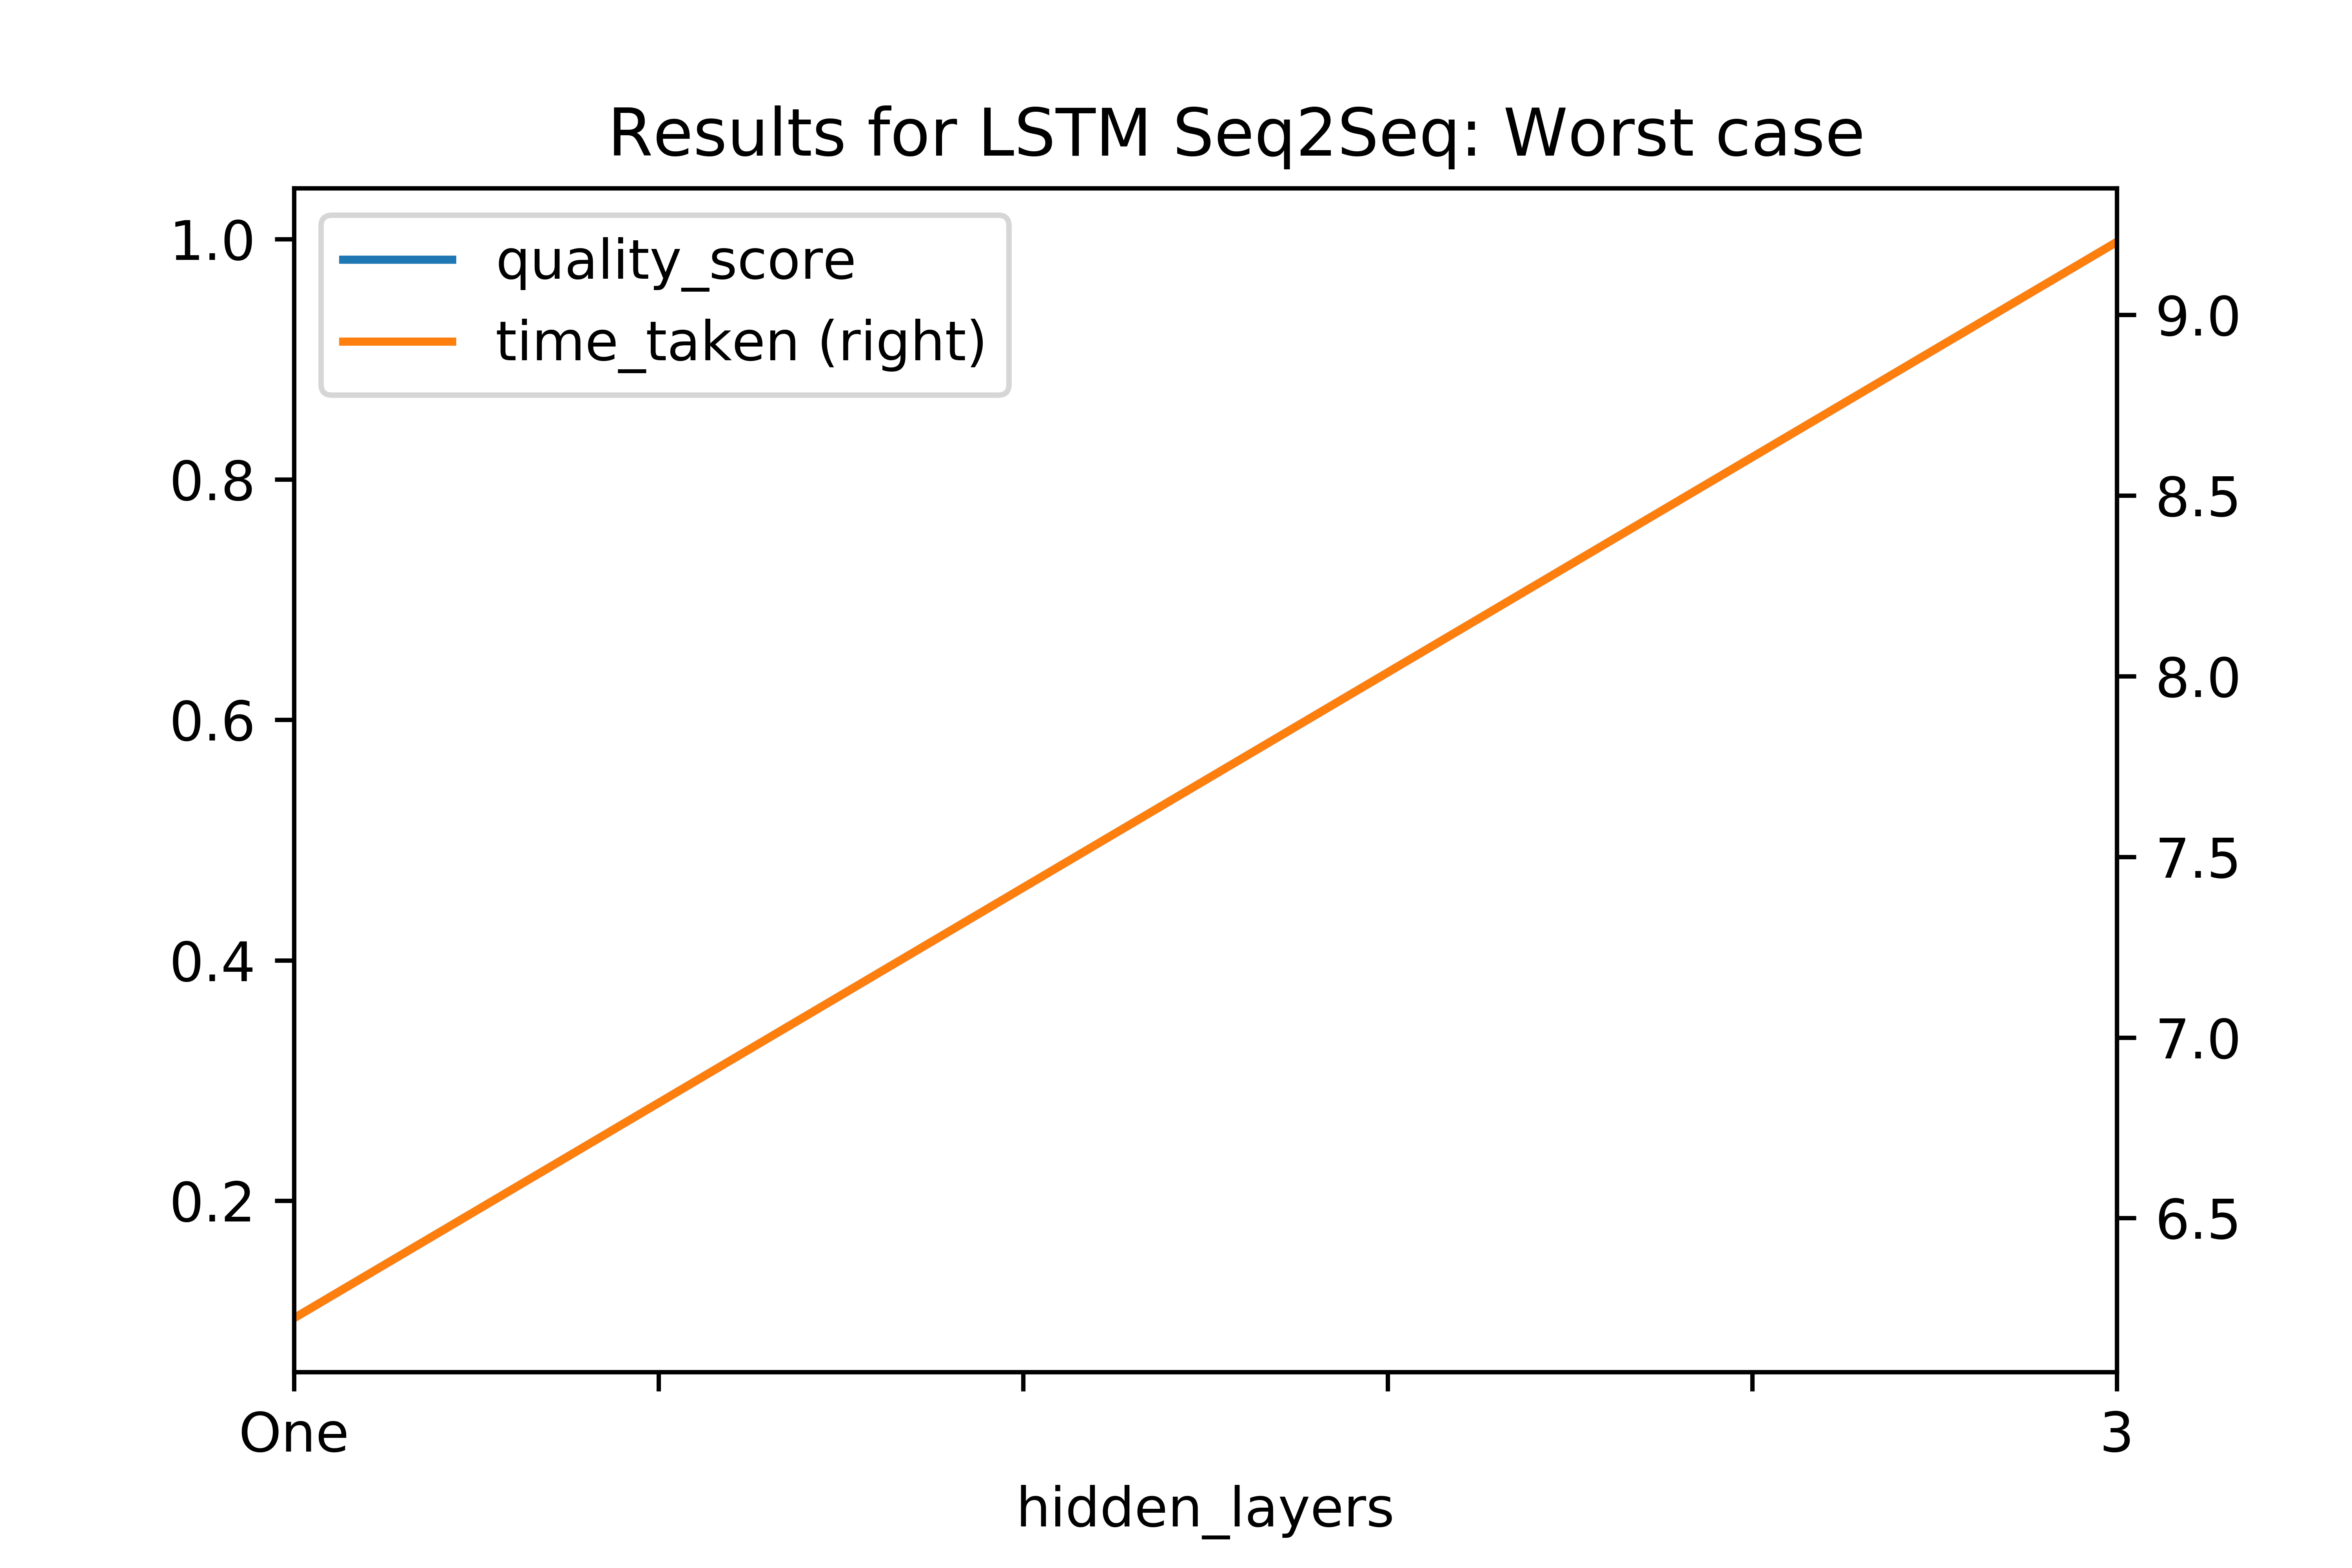 Results for LSTM Seq2Seq: Worst case
quality_score
time_taken (right)
1.0
0.8
0.6
0.4
0.2
9.0
8.5
8.0
7.5
7.0
6.5
One
3
hidden_layers